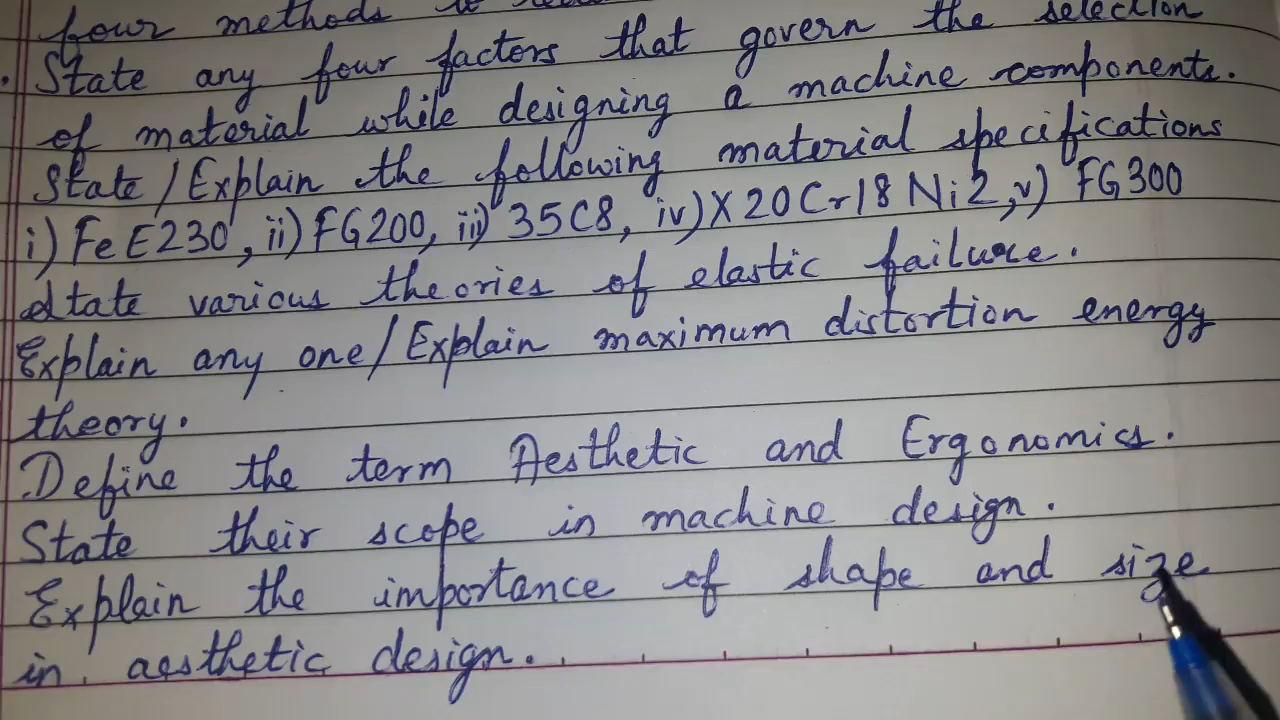 four methods to
. State any four factors that govern the selection
of material while designing a machine components.
State/Explain the following material specifications
i) FeE230, ii) FG200, iii) 35C8, iv) X20Cr18Ni2, v) FG300
State various theories of elastic failure.
Explain any one/Explain maximum distortion energy
theory.
Define the term Aesthetic and Ergonomics.
State their scope in machine design.
Explain the importance of shape and size
in aesthetic design.